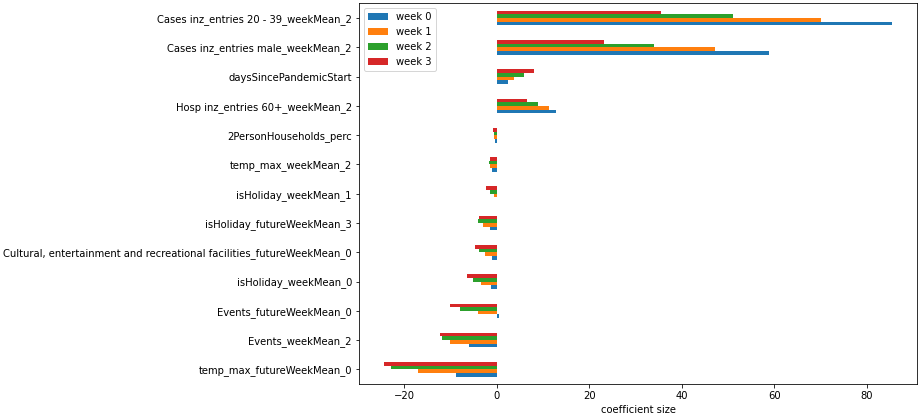 Cases inz_entries 20 - 39_weekMean_2
Cases inz_entries male_weekMean_2
daysSincePandemicStart
Hosp inz_entries 60+_weekMean_2
2PersonHouseholds_perc
temp_max_weekMean_2
isHoliday_weekMean_1
isHoliday_futureWeekMean_3
Cultural, entertainment and recreational facilities_futureWeekMean_0
isHoliday_weekMean_0
Events_futureWeekMean_0
Events_weekMean_2
temp_max_futureWeekMean_0
week 0
week 1
week 2
week 3
−20 0 20 40 60 80
coefficient size